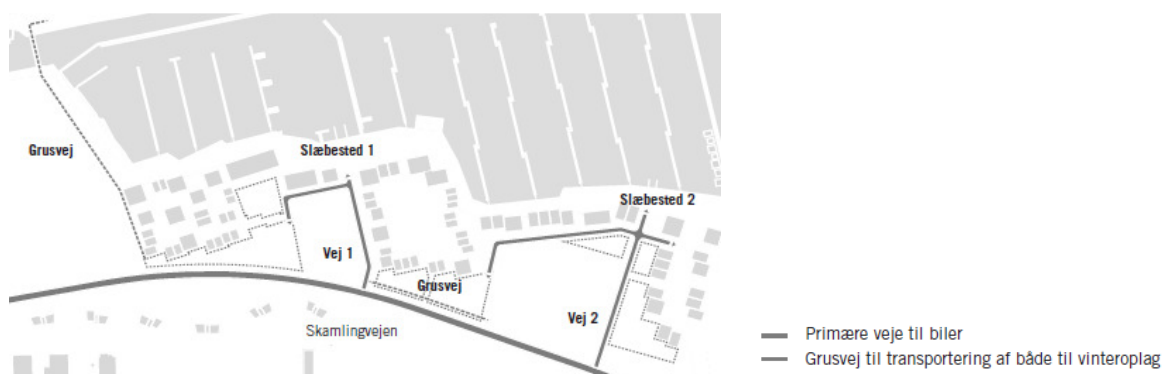 Grusvej
Slæbested 1
Slæbested 2
Vej 1
Grusvej
Vej 2
Skamlingvejen
Primære veje til biler
Grusvej til transportering af både til vinteroplag